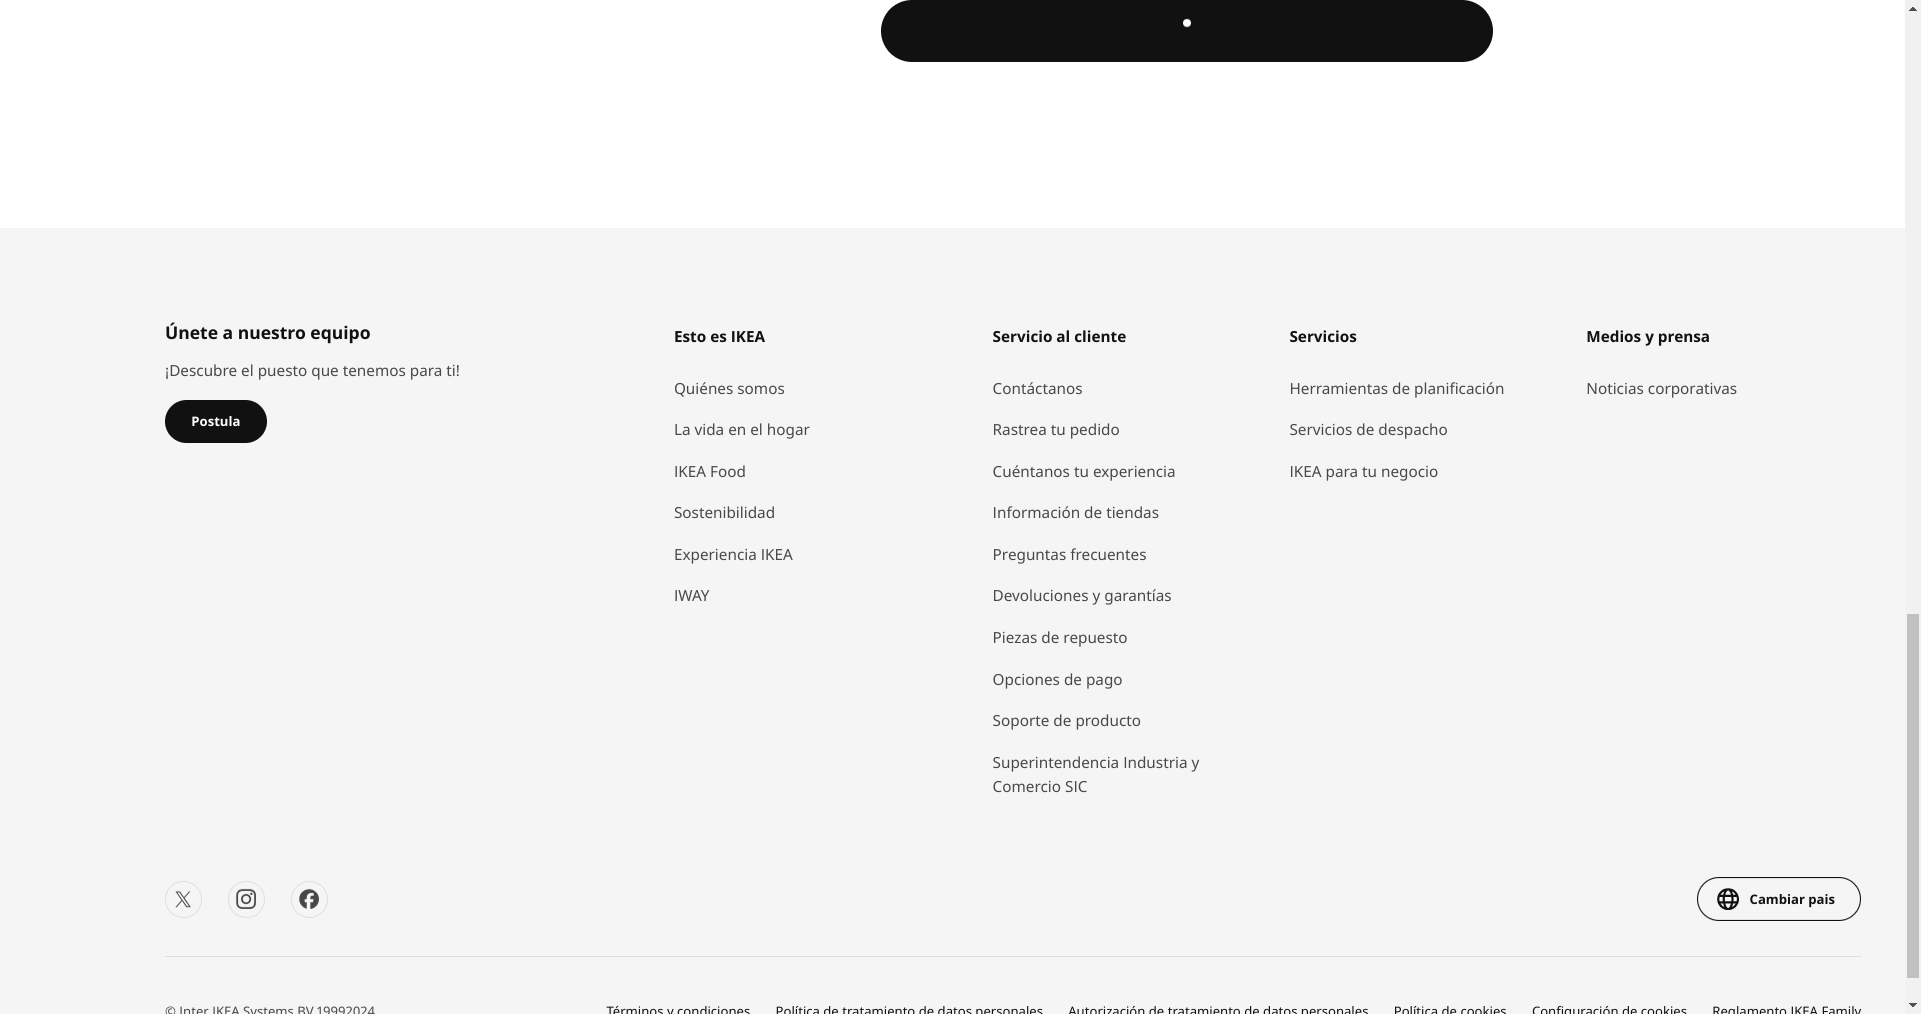 Únete a nuestro equipo
¡Descubre el puesto que tenemos para ti!
Postula
Esto es IKEA
Quiénes somos
La vida en el hogar
IKEA Food
Sostenibilidad
Experiencia IKEA
IWAY
Servicio al cliente
Contáctanos
Rastrea tu pedido
Cuéntanos tu experiencia
Información de tiendas
Preguntas frecuentes
Devoluciones y garantías
Piezas de repuesto
Opciones de pago
Soporte de producto
Superintendencia Industria y
Comercio SIC
Servicios
Herramientas de planificación
Servicios de despacho
IKEA para tu negocio
Medios y prensa
Noticias corporativas
Cambiar pais
© Inter IKEA Systems BV 19992024
Términos y condiciones
Política de tratamiento de datos personales
Autorización de tratamiento de datos personales
Política de cookies
Configuración de cookies
Reglamento IKEA Family